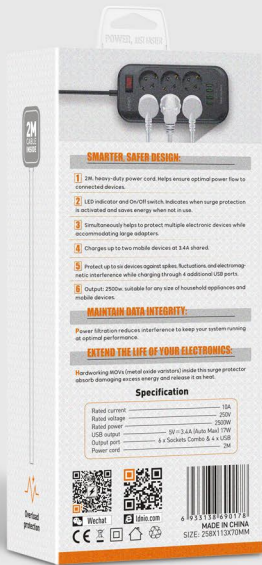 POWER, JUST GREEN
2M
CABLE
INSIDE
SMARTER, SAFER DESIGN:
1 2M, heavy-duty power cord. Helps ensure optimal power flow to
connected devices.
2 LED indicator and On/Off switch. Indicates when surge protection
is activated and saves energy when not in use.
3 Simultaneously helps to protect multiple electronic devices while
accommodating large adapters.
4 Charges up to two mobile devices at 3.4A shared.
5 Protect up to six devices against spikes, fluctuations, and electromag-
netic interference while charging through 4 additional USB ports.
6 Output: 2500w: suitable for any size of household appliances and
mobile devices.
MAINTAIN DATA INTEGRITY:
Power filtration reduces interference to keep your system running
at optimal performance.
EXTEND THE LIFE OF YOUR ELECTRONICS:
Hardworking MOVs (metal oxide varistors) inside this surge protector
absorb damaging excess energy and release it as heat.
Specification
Rated current 10A
Rated voltage 250V
Rated power 2500W
USB output 5V⎓3.4A (Auto Max) 17W
Output port 6 x Sockets Combo & 4 x USB
Power cord 2M
Overload
protection
Wechat
ldnio.com
6 933138 690178
MADE IN CHINA
SIZE: 258X113X70MM
CE